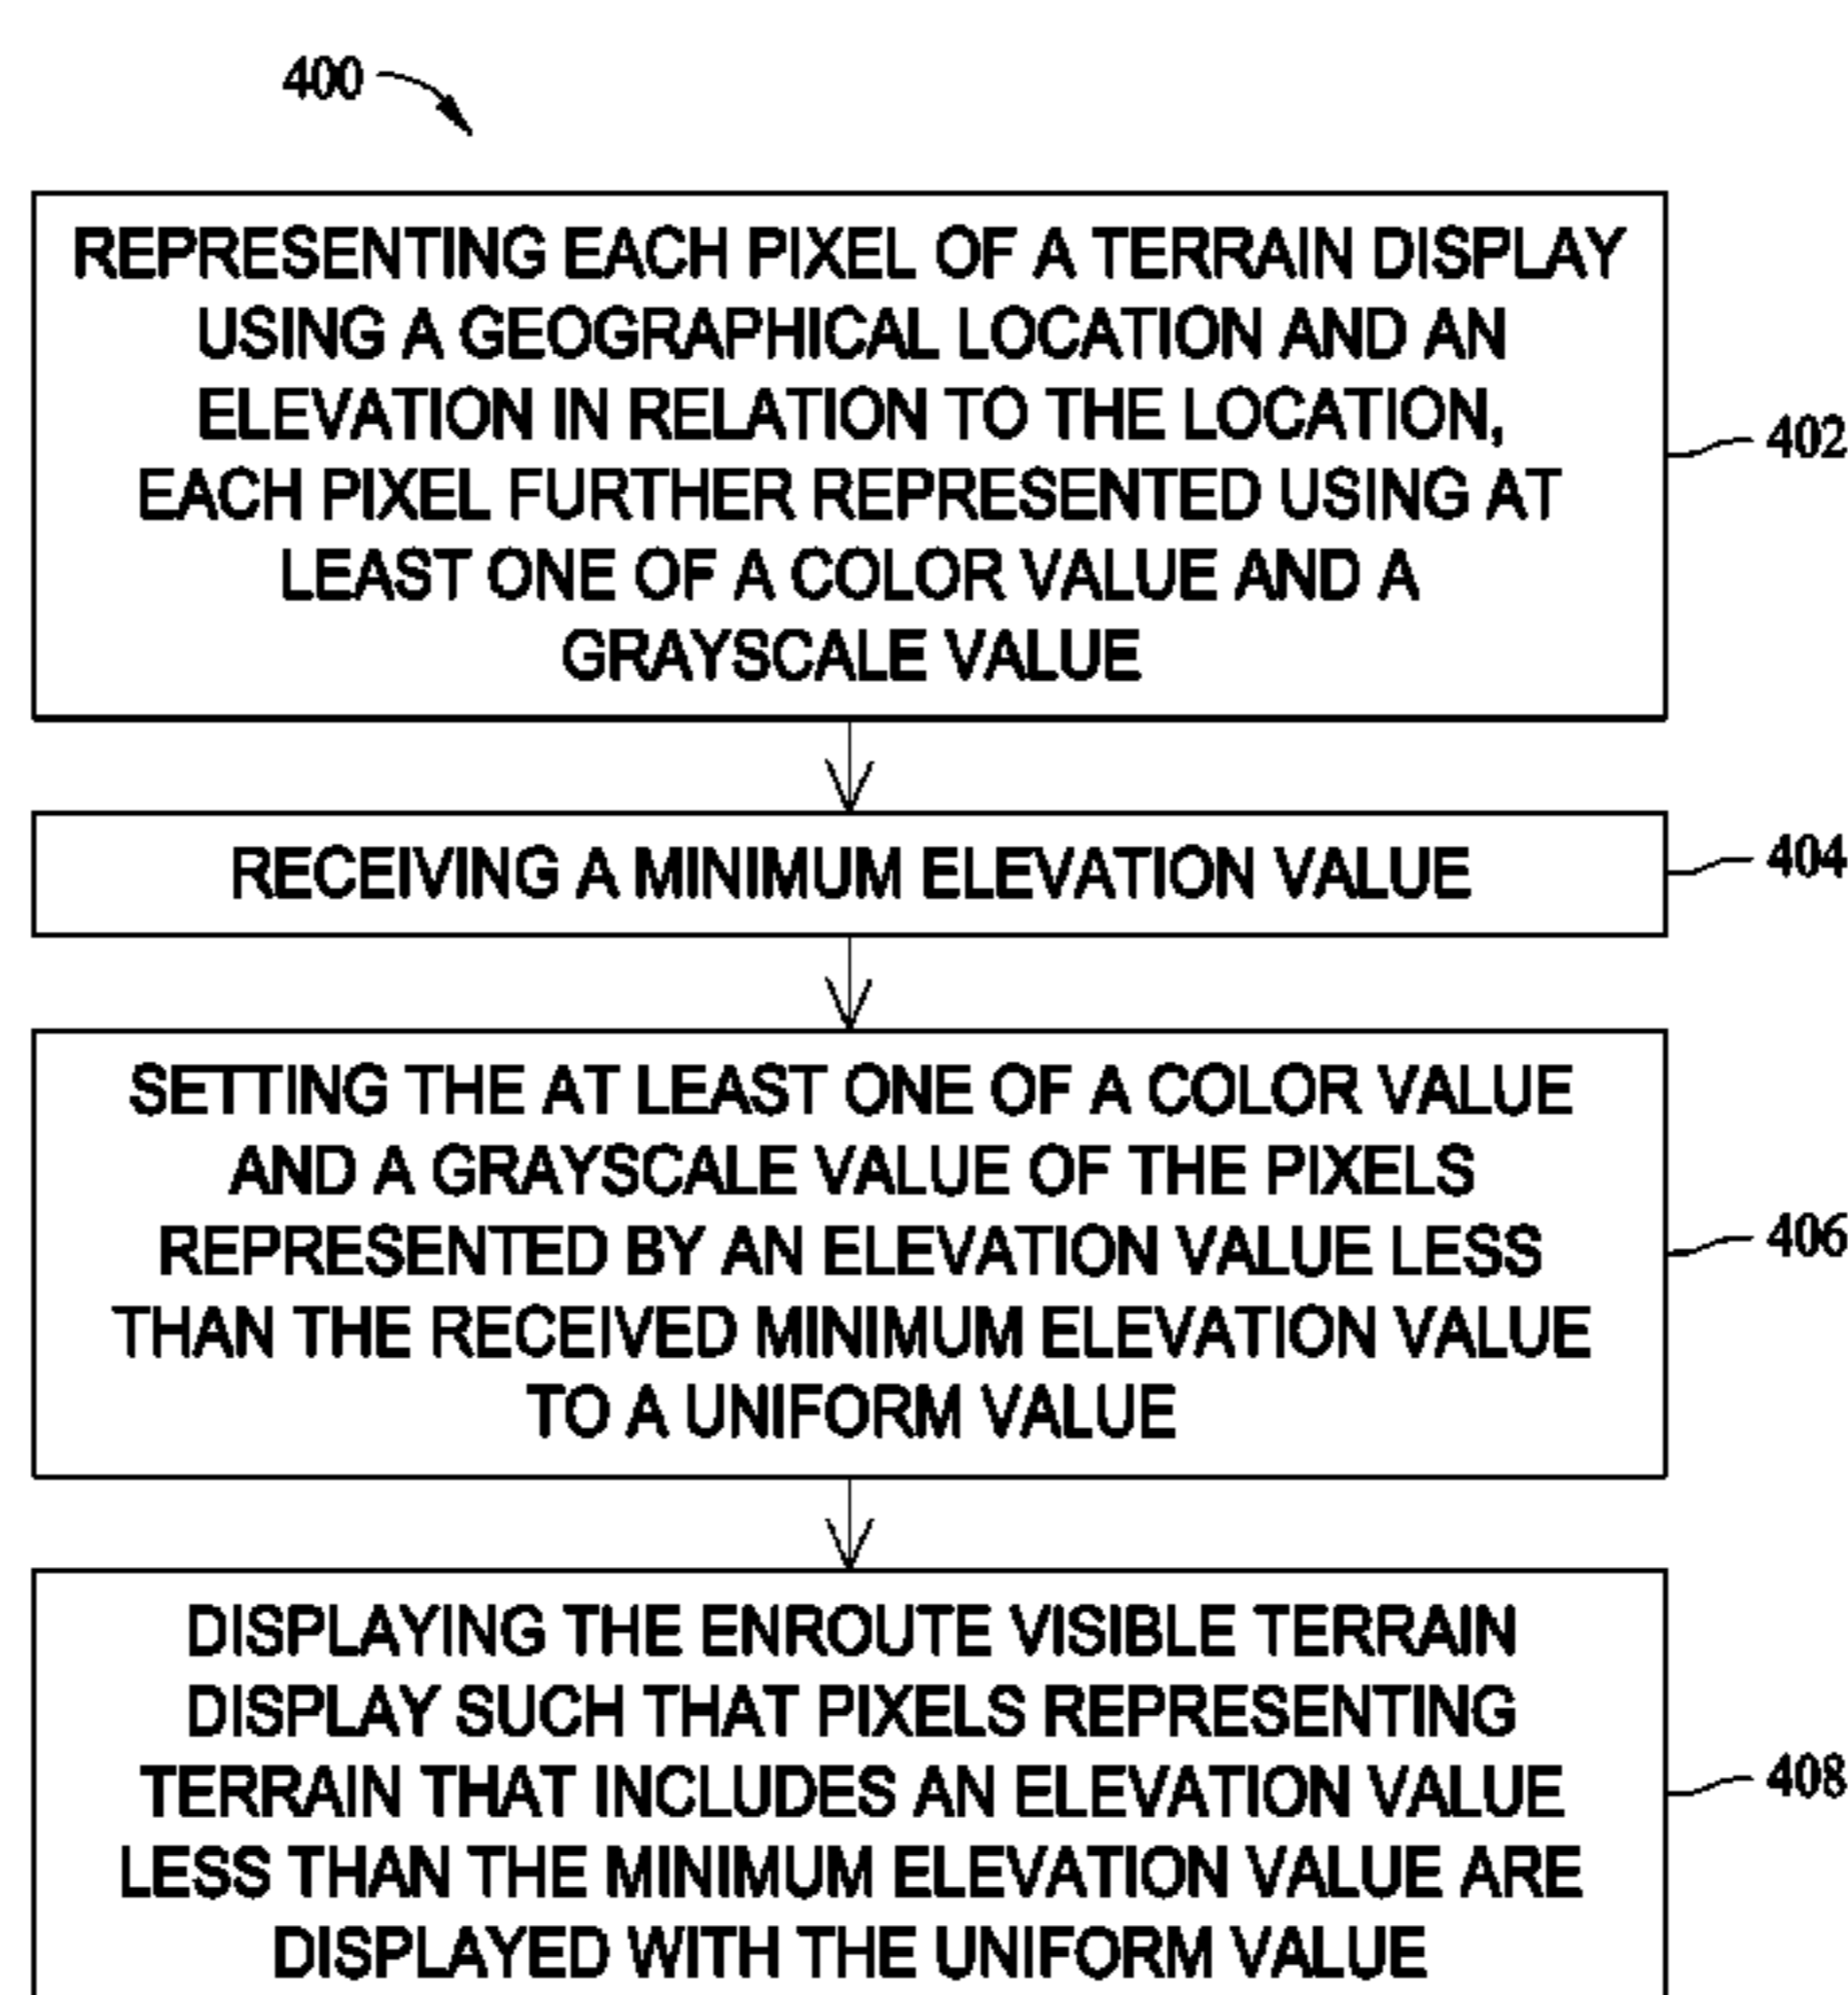 400
REPRESENTING EACH PIXEL OF A TERRAIN DISPLAY
USING A GEOGRAPHICAL LOCATION AND AN
ELEVATION IN RELATION TO THE LOCATION,
EACH PIXEL FURTHER REPRESENTED USING AT
LEAST ONE OF A COLOR VALUE AND A
GRAYSCALE VALUE
402
RECEIVING A MINIMUM ELEVATION VALUE
404
SETTING THE AT LEAST ONE OF A COLOR VALUE
AND A GRAYSCALE VALUE OF THE PIXELS
REPRESENTED BY AN ELEVATION VALUE LESS
THAN THE RECEIVED MINIMUM ELEVATION VALUE
TO A UNIFORM VALUE
406
DISPLAYING THE ENROUTE VISIBLE TERRAIN
DISPLAY SUCH THAT PIXELS REPRESENTING
TERRAIN THAT INCLUDES AN ELEVATION VALUE
LESS THAN THE MINIMUM ELEVATION VALUE ARE
DISPLAYED WITH THE UNIFORM VALUE
408